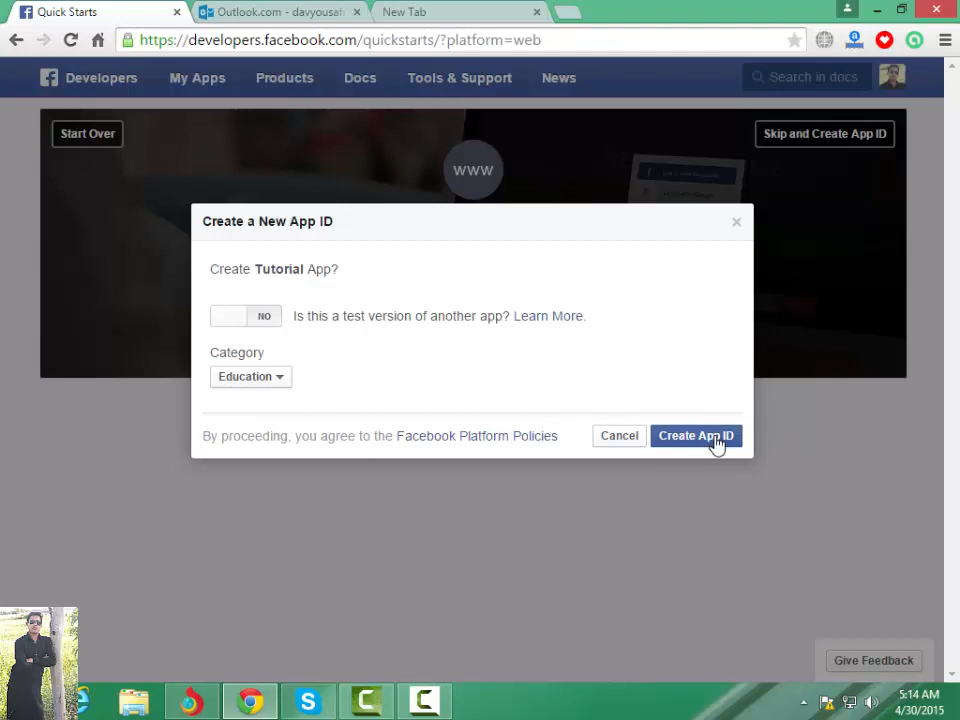 Quick Starts
Outlook.com - davyousaf
New Tab
https://developers.facebook.com/quickstarts/?platform=web
Developers My Apps Products Docs Tools & Support News Search in docs
Start Over
Skip and Create App ID
WWW
Create a New App ID
Create Tutorial App?
NO Is this a test version of another app? Learn More.
Category
Education
By proceeding, you agree to the Facebook Platform Policies Cancel Create App ID
Give Feedback
5:14 AM
4/30/2015